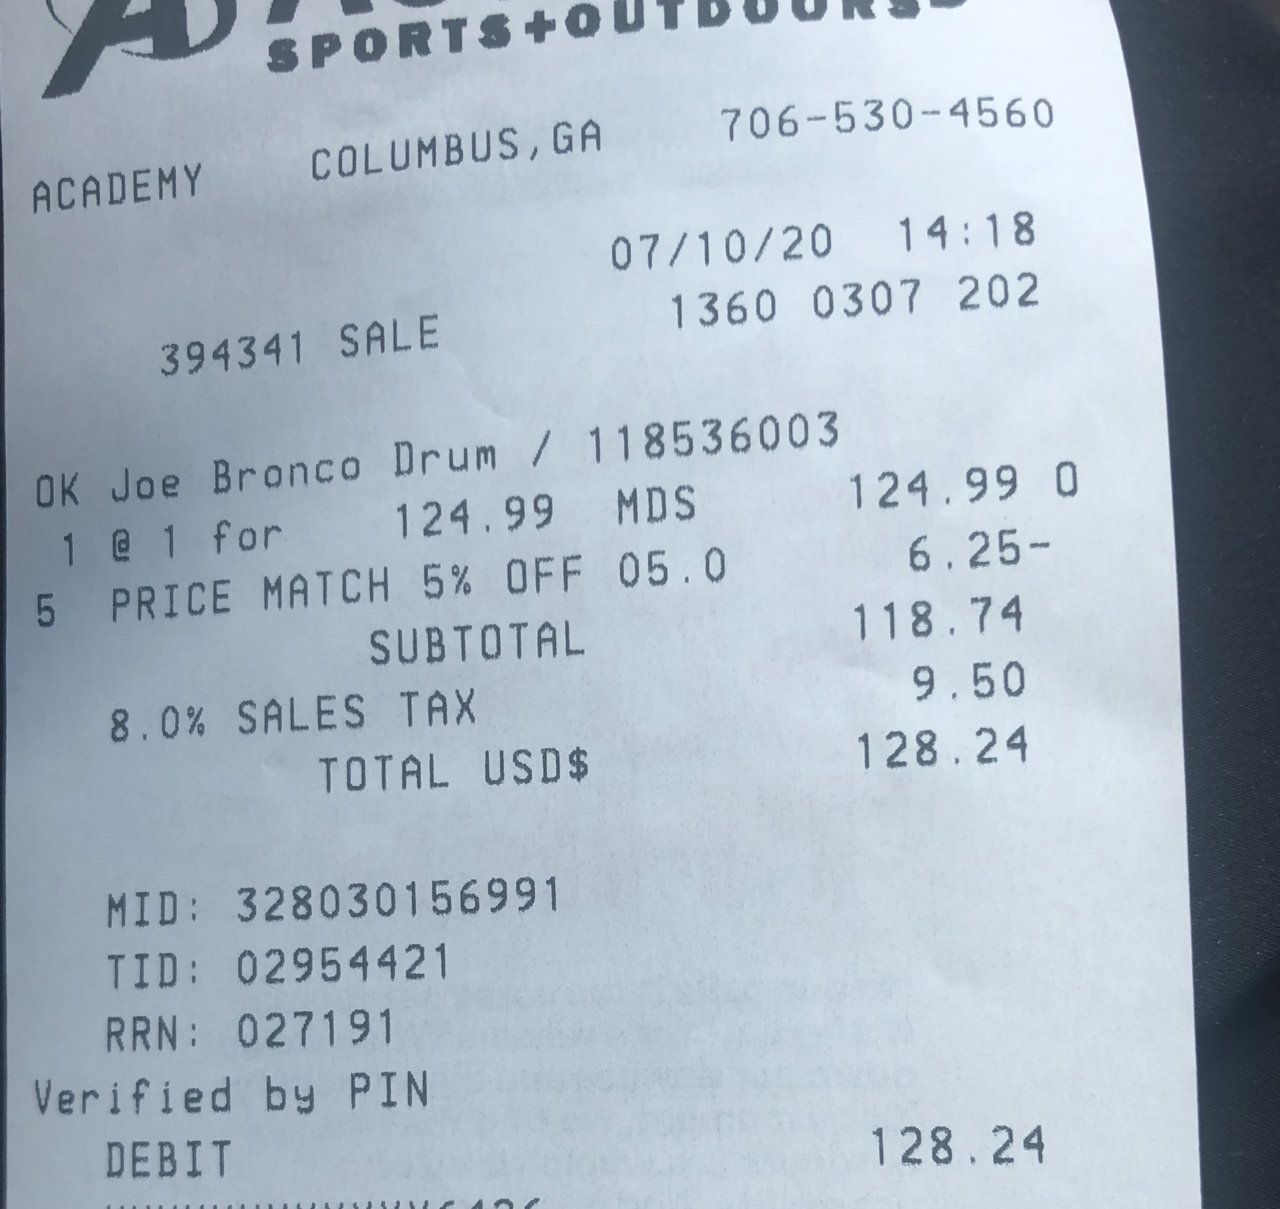 SPORTS+OUTDOORS
ACADEMY COLUMBUS,GA 706-530-4560
07/10/20 14:18
394341 SALE 1360 0307 202
OK Joe Bronco Drum / 118536003
1 @ 1 for 124.99 MDS 124.99 O
5 PRICE MATCH 5% OFF 05.0 6.25-
SUBTOTAL 118.74
8.0% SALES TAX 9.50
TOTAL USD$ 128.24
MID: 328030156991
TID: 02954421
RRN: 027191
Verified by PIN
DEBIT 128.24